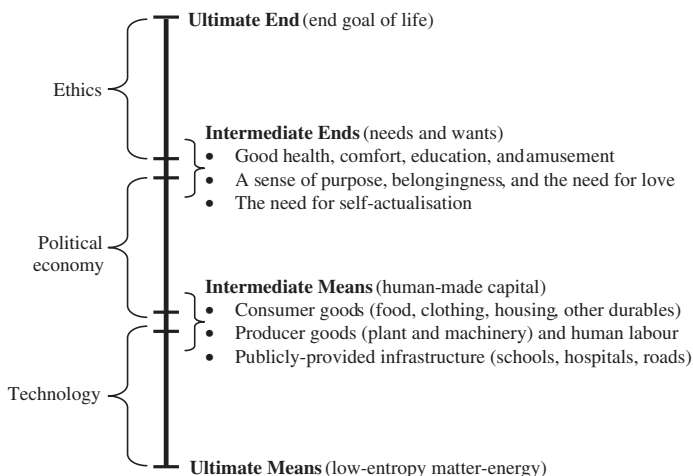 Ultimate End (end goal of life)
Ethics
Intermediate Ends (needs and wants)
• Good health, comfort, education, and amusement
• A sense of purpose, belongingness, and the need for love
• The need for self-actualisation
Political
economy
Intermediate Means (human-made capital)
• Consumer goods (food, clothing, housing, other durables)
• Producer goods (plant and machinery) and human labour
• Publicly-provided infrastructure (schools, hospitals, roads)
Technology
Ultimate Means (low-entropy matter-energy)